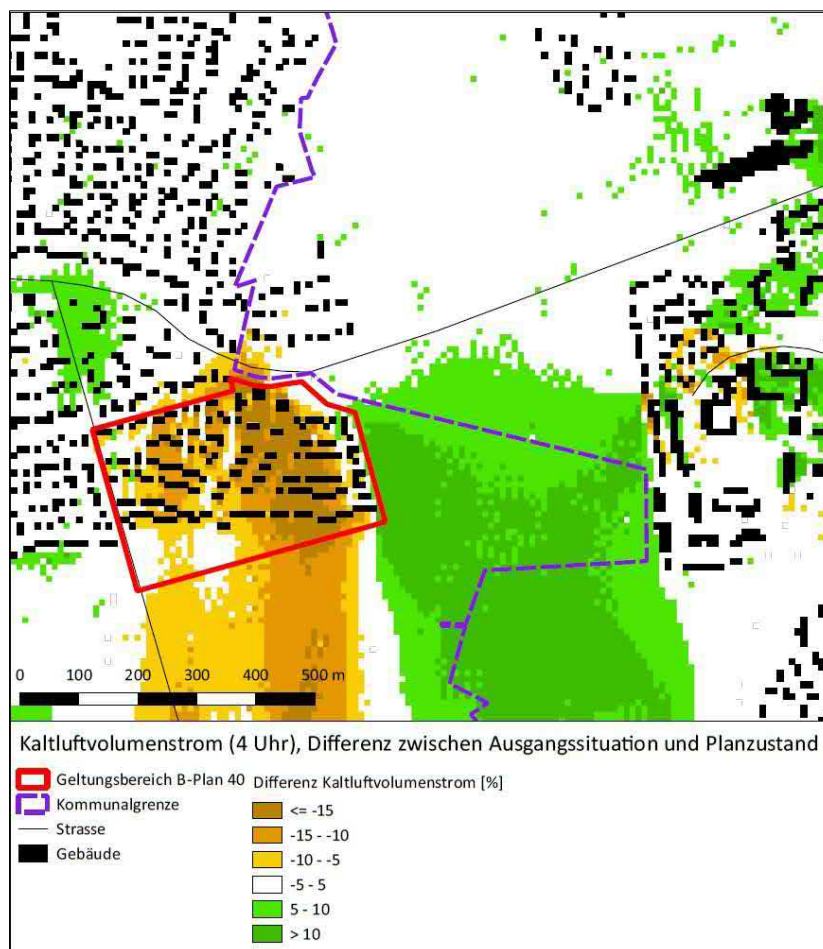 0 100 200 300 400 500 m
Kaltluftvolumenstrom (4 Uhr), Differenz zwischen Ausgangssituation und Planzustand
Geltungsbereich B-Plan 40
Kommunalgrenze
Strasse
Gebäude
Differenz Kaltluftvolumenstrom [%]
<= -15
-15 - -10
-10 - -5
-5 - 5
5 - 10
> 10